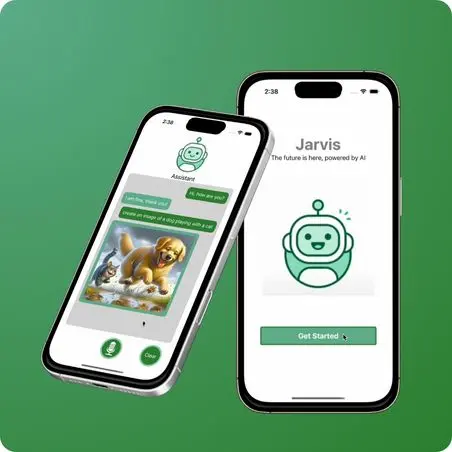 2:38
Assistant
Hi, how are you?
I am fine, thank you!
create an image of a dog playing with a cat
Clear
2:38
Jarvis
The future is here, powered by AI
Get Started